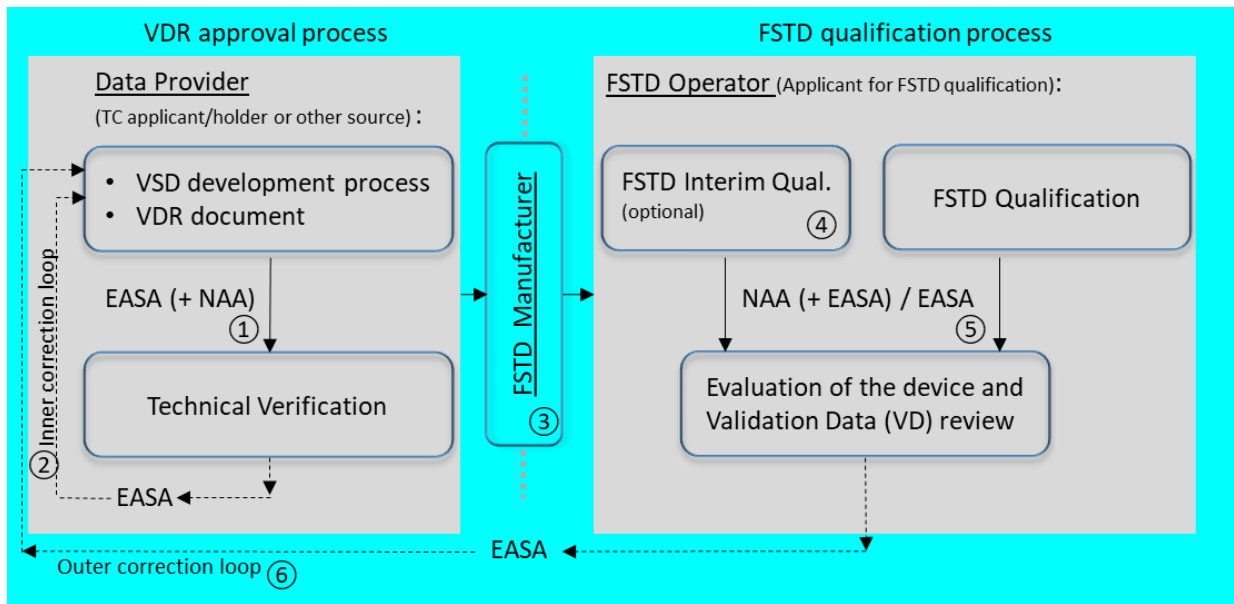 VDR approval process
Data Provider
(TC applicant/holder or other source) :
• VSD development process
• VDR document
EASA (+ NAA)
①
Technical Verification
EASA
② Inner correction loop
FSTD Manufacturer
③
FSTD qualification process
FSTD Operator (Applicant for FSTD qualification):
FSTD Interim Qual.
(optional)
④
FSTD Qualification
NAA (+ EASA) / EASA
⑤
Evaluation of the device and
Validation Data (VD) review
EASA
Outer correction loop ⑥